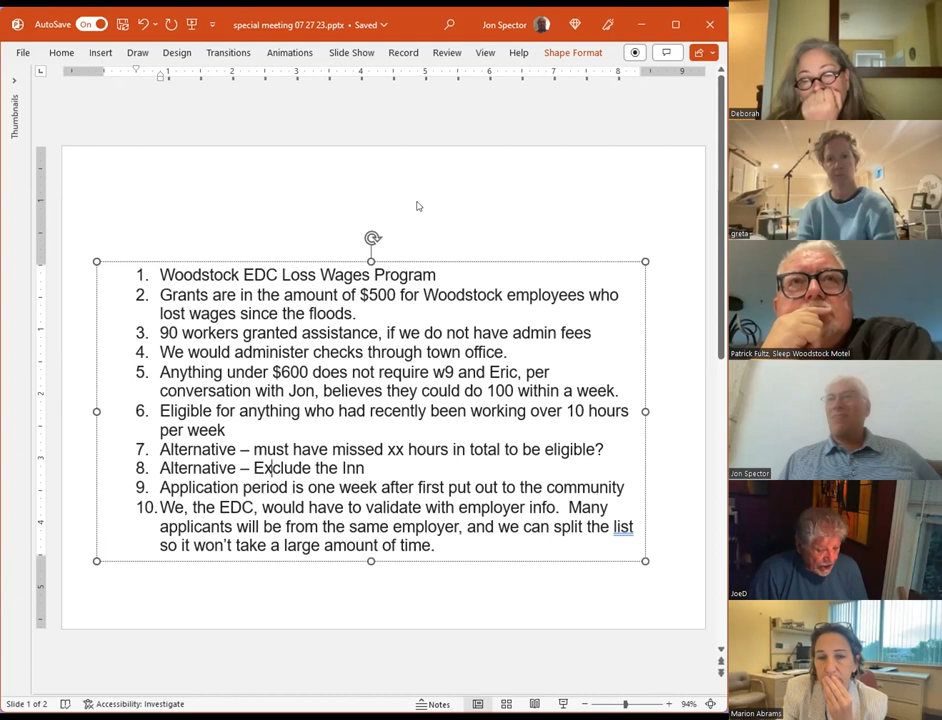 AutoSave On special meeting 07 27 23.pptx • Saved Jon Spector
File Home Insert Draw Design Transitions Animations Slide Show Record Review View Help Shape Format
1 2 3 4 5 6 7 8 9
Thumbnails
1. Woodstock EDC Loss Wages Program
2. Grants are in the amount of $500 for Woodstock employees who
lost wages since the floods.
3. 90 workers granted assistance, if we do not have admin fees
4. We would administer checks through town office.
5. Anything under $600 does not require w9 and Eric, per
conversation with Jon, believes they could do 100 within a week.
6. Eligible for anything who had recently been working over 10 hours
per week
7. Alternative – must have missed xx hours in total to be eligible?
8. Alternative – Exclude the Inn
9. Application period is one week after first put out to the community
10. We, the EDC, would have to validate with employer info. Many
applicants will be from the same employer, and we can split the list
so it won't take a large amount of time.
Slide 1 of 2 Accessibility: Investigate Notes 94%
Deborah
greta
Patrick Fultz, Sleep Woodstock Motel
Jon Spector
JoeD
Marion Abrams